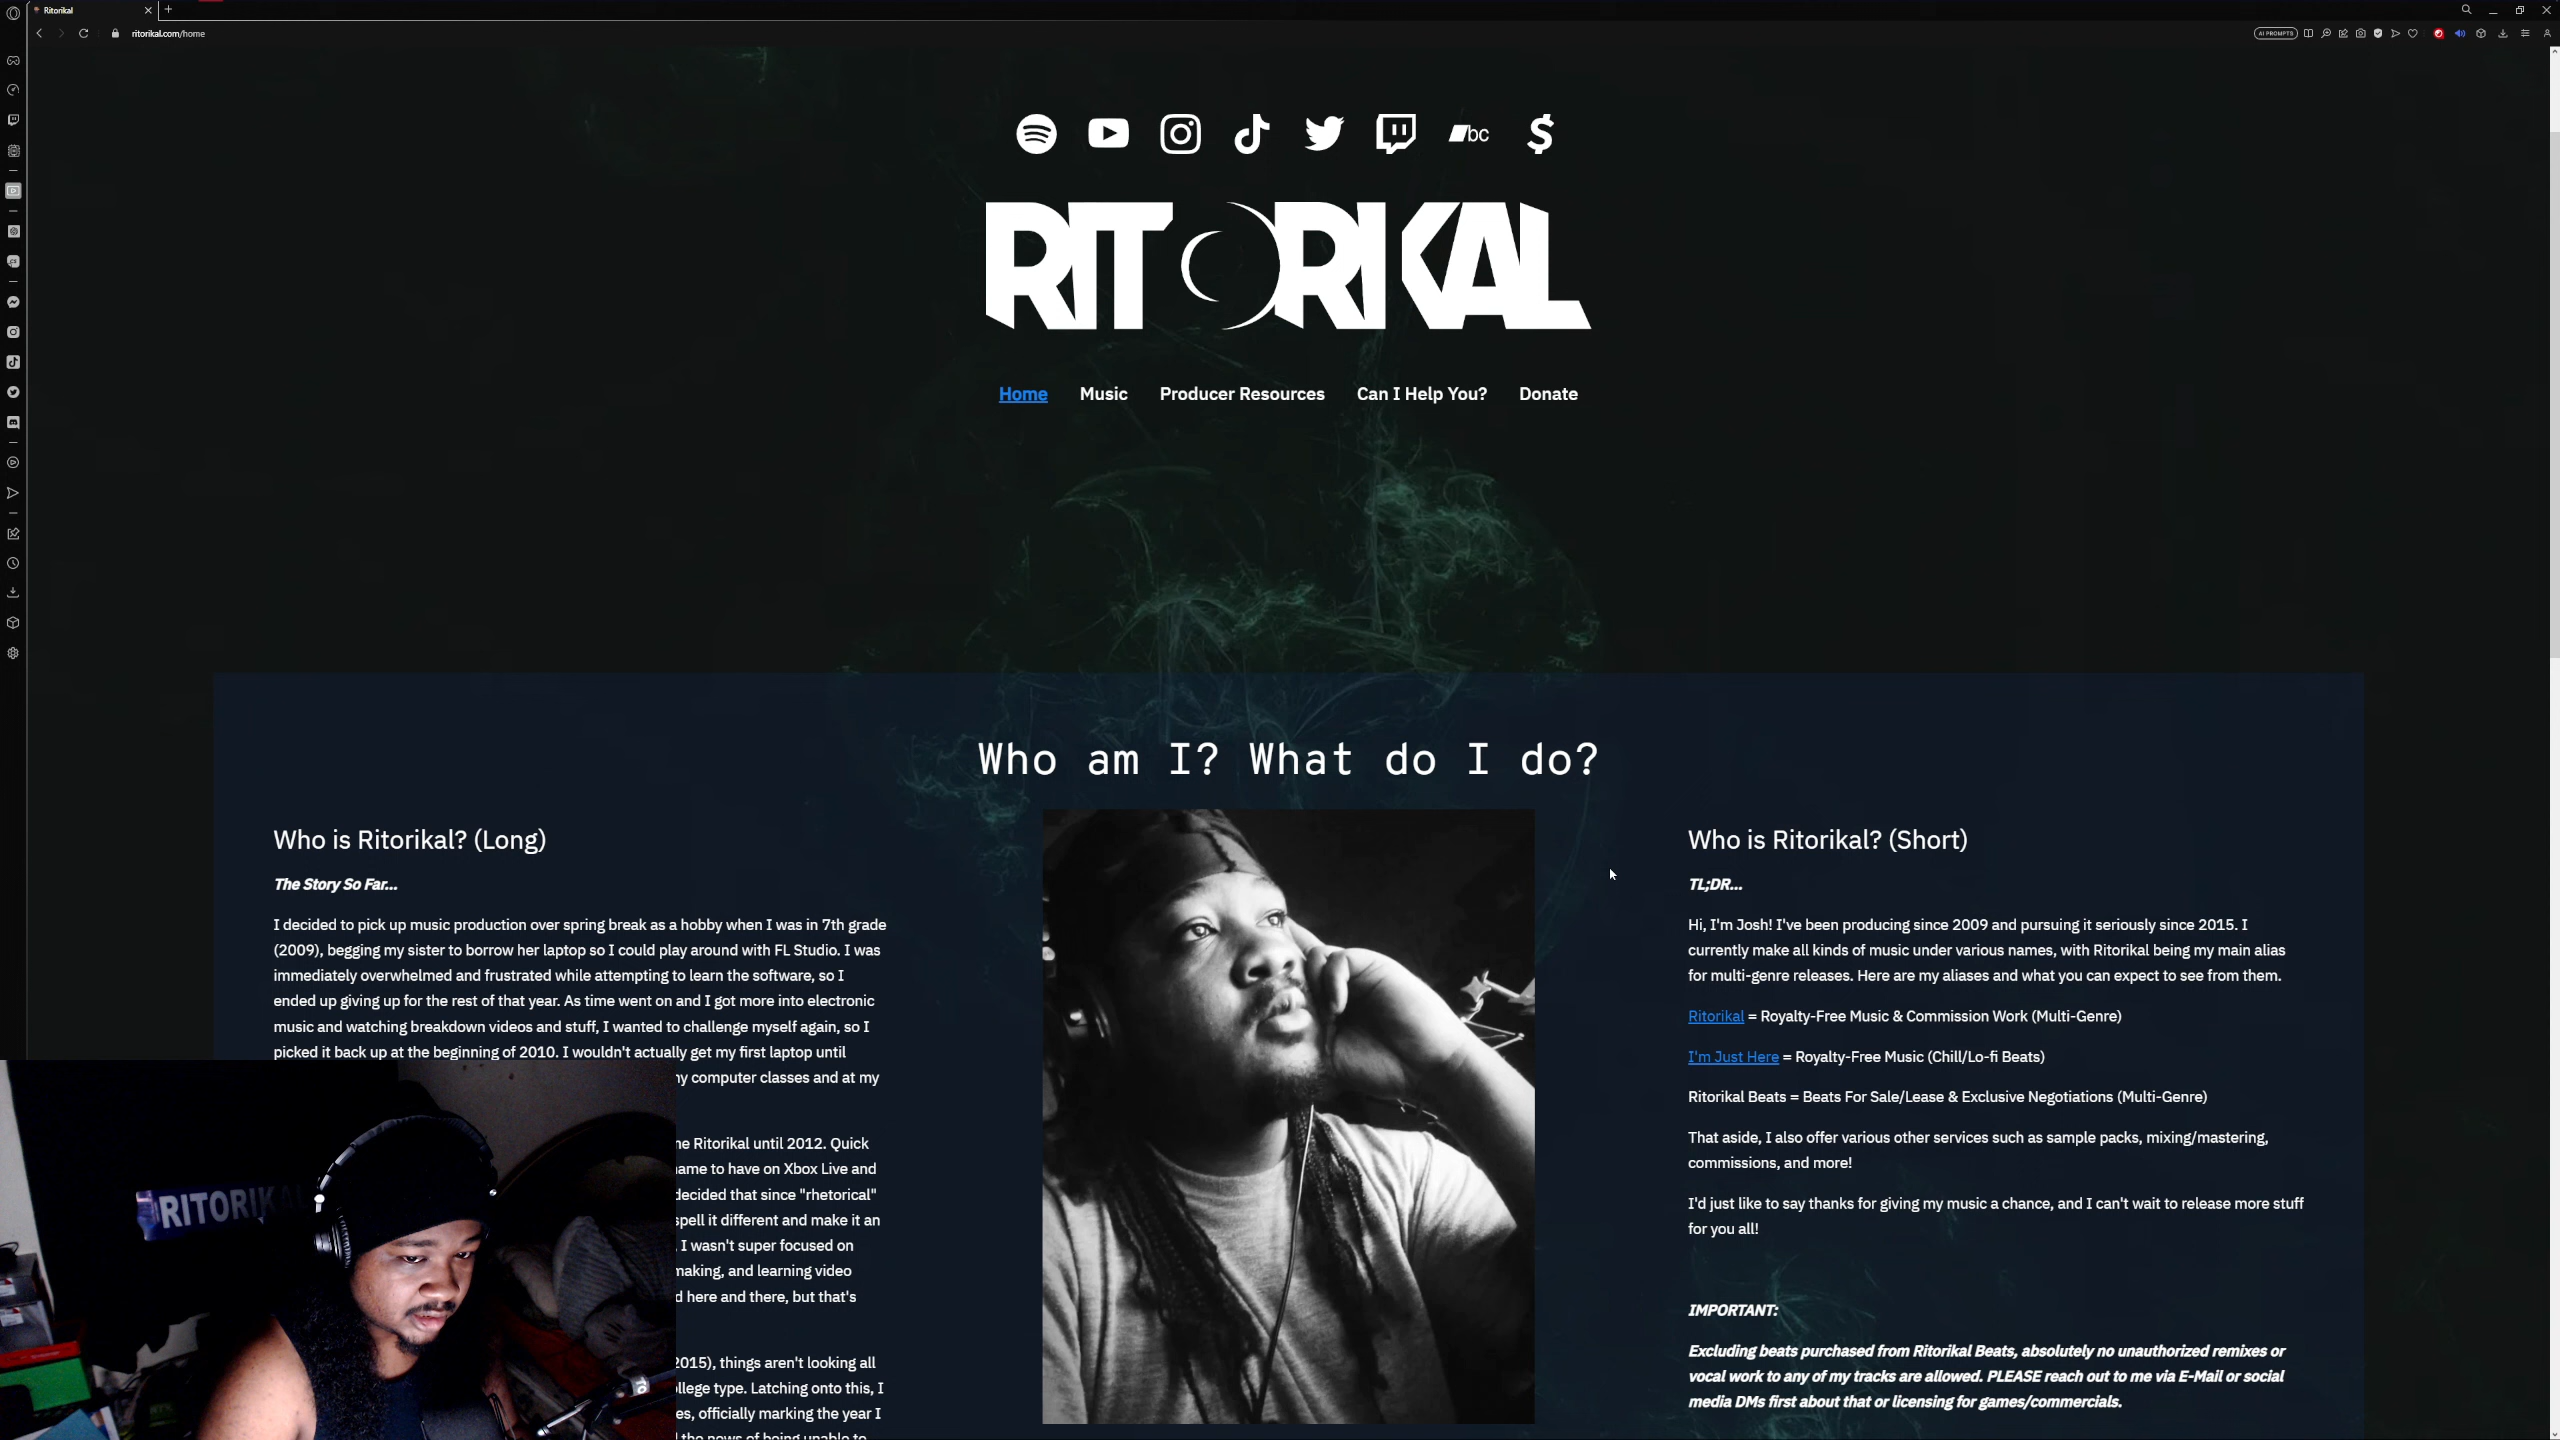 Ritorikal
ritorikal.com/home
AI PROMPTS
bc
RITORIKAL
Home Music Producer Resources Can I Help You? Donate
Who am I? What do I do?
Who is Ritorikal? (Long)
The Story So Far...
I decided to pick up music production over spring break as a hobby when I was in 7th grade
(2009), begging my sister to borrow her laptop so I could play around with FL Studio. I was
immediately overwhelmed and frustrated while attempting to learn the software, so I
ended up giving up for the rest of that year. As time went on and I got more into electronic
music and watching breakdown videos and stuff, I wanted to challenge myself again, so I
picked it back up at the beginning of 2010. I wouldn't actually get my first laptop until
computer classes and at my
Ritorikal until 2012. Quick
to have on Xbox Live and
decided that since "rhetorical"
spell it different and make it an
I wasn't super focused on
making, and learning video
here and there, but that's
2015), things aren't looking all
type. Latching onto this, I
officially marking the year I
the news of being unable to
Who is Ritorikal? (Short)
TL;DR...
Hi, I'm Josh! I've been producing since 2009 and pursuing it seriously since 2015. I
currently make all kinds of music under various names, with Ritorikal being my main alias
for multi-genre releases. Here are my aliases and what you can expect to see from them.
Ritorikal = Royalty-Free Music & Commission Work (Multi-Genre)
I'm Just Here = Royalty-Free Music (Chill/Lo-fi Beats)
Ritorikal Beats = Beats For Sale/Lease & Exclusive Negotiations (Multi-Genre)
That aside, I also offer various other services such as sample packs, mixing/mastering,
commissions, and more!
I'd just like to say thanks for giving my music a chance, and I can't wait to release more stuff
for you all!
IMPORTANT:
Excluding beats purchased from Ritorikal Beats, absolutely no unauthorized remixes or
vocal work to any of my tracks are allowed. PLEASE reach out to me via E-Mail or social
media DMs first about that or licensing for games/commercials.
RITORIKAL